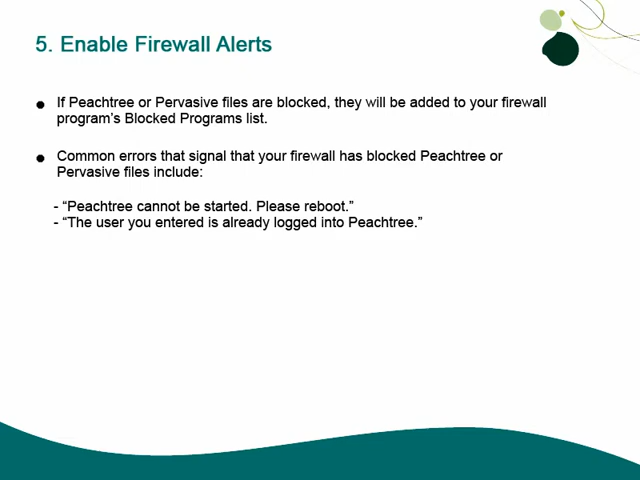 5. Enable Firewall Alerts
● If Peachtree or Pervasive files are blocked, they will be added to your firewall
program’s Blocked Programs list.
● Common errors that signal that your firewall has blocked Peachtree or
Pervasive files include:
- “Peachtree cannot be started. Please reboot.”
- “The user you entered is already logged into Peachtree.”